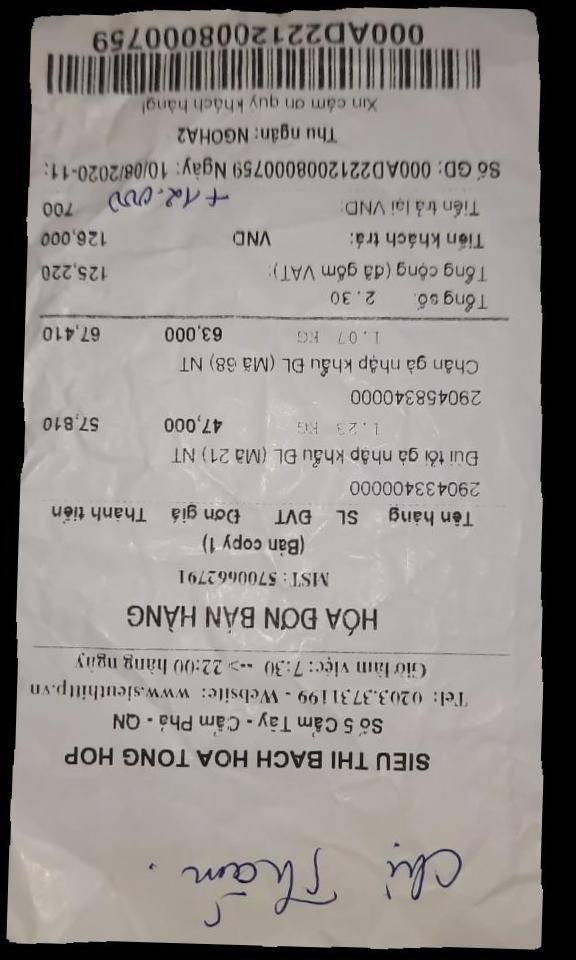 Chị Thắm.
SIEU THI BACH HOA TONG HOP
Số 5 Cẩm Tây - Cẩm Phả - QN
Tel: 0203.3731199 - Website: www.sieuthittp.vn
Giờ làm việc: 7:30 --> 22:00 hàng ngày
HÓA ĐƠN BÁN HÀNG
MST: 5700662791
(Bản copy 1)
Tên hàng SL ĐVT Đơn giá Thành tiền
290433400000
Đùi tỏi gà nhập khẩu ĐL (Mã 21) NT
1.23 KG 47,000 57,810
2904583400000
Chân gà nhập khẩu ĐL (Mã 68) NT
1.07 KG 63,000 67,410
Tổng số: 2.30
Tổng cộng (đã gồm VAT): 125,220
Tiền khách trả: VND 126,000
Tiền trả lại VND: 700
+ 12.000
Số GD: 000AD2212008000759 Ngày: 10/08/2020-11:
Thu ngân: NGOHA2
Xin cảm ơn quý khách hàng!
000AD2212008000759